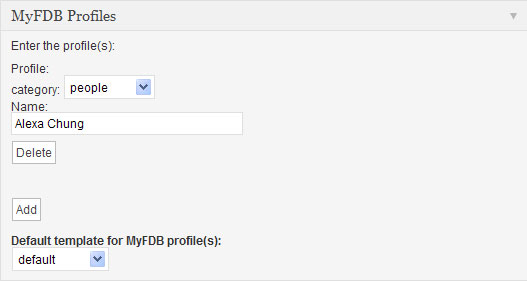 MyFDB Profiles
Enter the profile(s):
Profile:
category: people
Name:
Alexa Chung
Delete
Add
Default template for MyFDB profile(s):
default